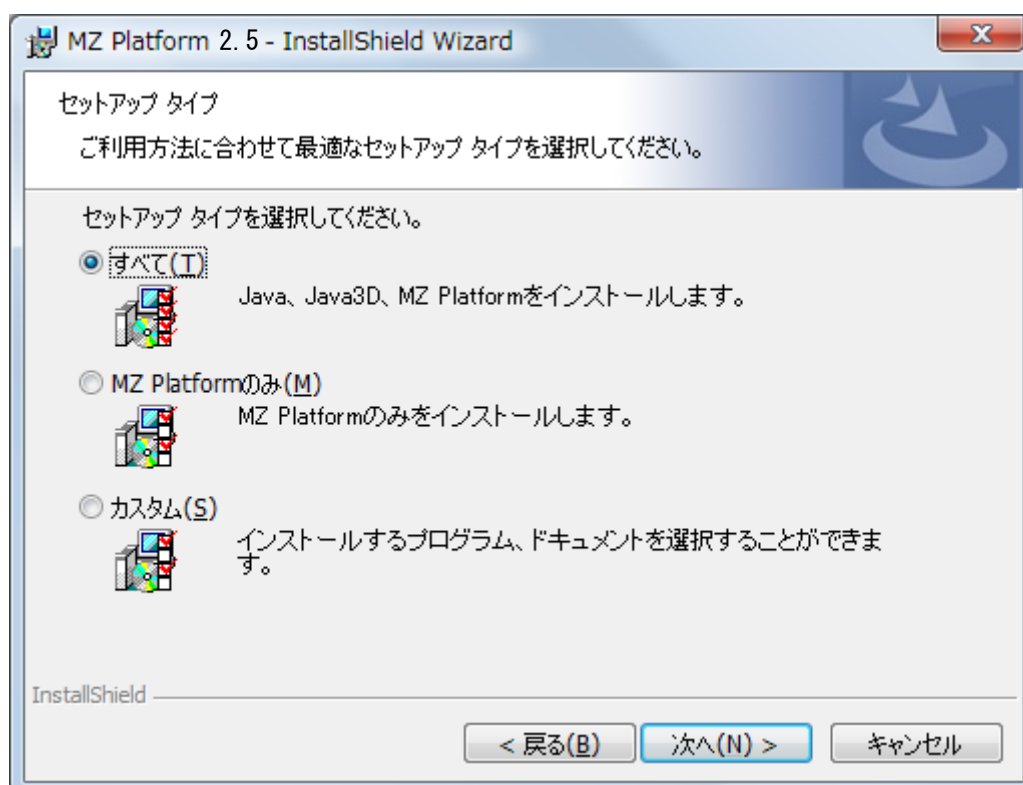 MZ Platform 2.5 - InstallShield Wizard
セットアップ タイプ
ご利用方法に合わせて最適なセットアップ タイプを選択してください。
セットアップ タイプを選択してください。
すべて(T)
Java、Java3D、MZ Platformをインストールします。
MZ Platformのみ(M)
MZ Platformのみをインストールします。
カスタム(S)
インストールするプログラム、ドキュメントを選択することができま
す。
InstallShield
< 戻る(B)
次へ(N) >
キャンセル